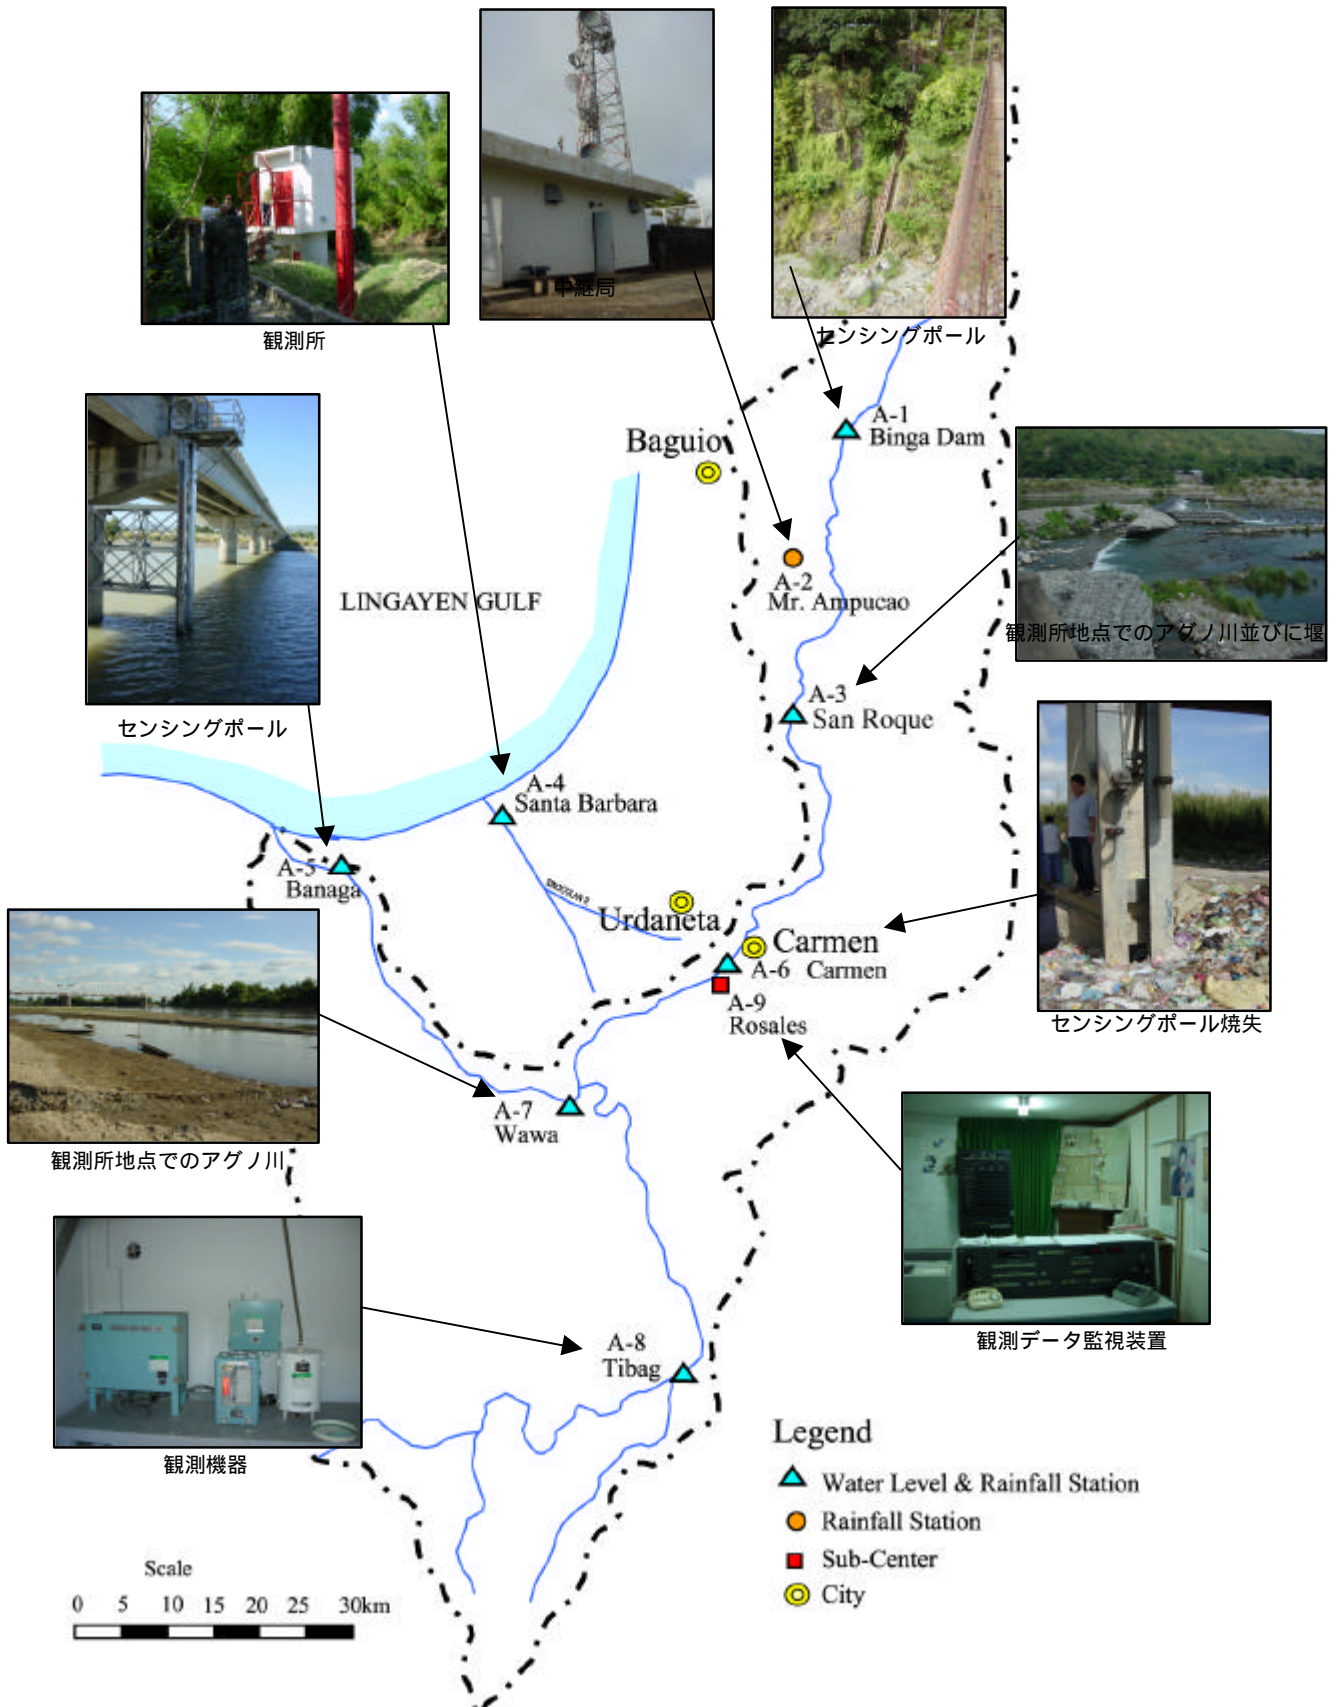 中継局
観測所
センシングポール
A-1
Binga Dam
Baguio
A-2
Mr. Ampucao
LINGAYEN GULF
観測所地点でのアグノ川並びに堰
A-3
San Roque
センシングポール
A-4
Santa Barbara
A-5
Banaga
Urdaneta
Carmen
A-6 Carmen
A-9
Rosales
センシングポール焼失
A-7
Wawa
観測所地点でのアグノ川
観測データ監視装置
A-8
Tibag
観測機器
Legend
Water Level & Rainfall Station
Rainfall Station
Sub-Center
City
Scale
0 5 10 15 20 25 30km